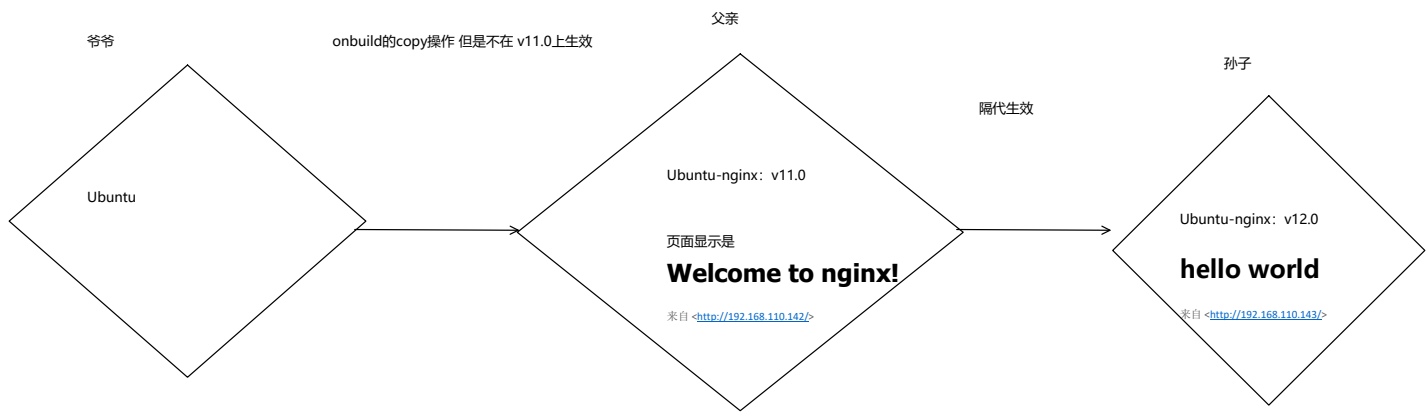 爷爷
onbuild的copy操作 但是不在 v11.0上生效
父亲
孙子
隔代生效
Ubuntu
Ubuntu-nginx：v11.0
页面显示是
Welcome to nginx!
来自 <http://192.168.110.142/>
Ubuntu-nginx：v12.0
hello world
来自 <http://192.168.110.143/>